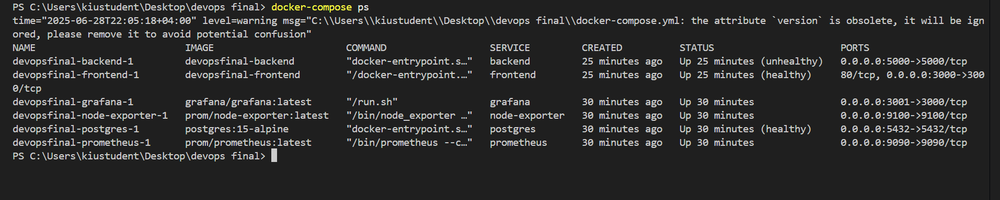 PS C:\Users\kiustudent\Desktop\devops final> docker-compose ps
time="2025-06-28T22:05:18+04:00" level=warning msg="C:\\Users\\kiustudent\\Desktop\\devops final\\docker-compose.yml: the attribute `version` is obsolete, it will be ign
ored, please remove it to avoid potential confusion"
NAME                          IMAGE                       COMMAND                  SERVICE         CREATED          STATUS                      PORTS
devopsfinal-backend-1         devopsfinal-backend         "docker-entrypoint.s…"   backend         25 minutes ago   Up 25 minutes (unhealthy)   0.0.0.0:5000->5000/tcp
devopsfinal-frontend-1        devopsfinal-frontend        "/docker-entrypoint.…"   frontend        25 minutes ago   Up 25 minutes (healthy)     80/tcp, 0.0.0.0:3000->300
0/tcp
devopsfinal-grafana-1         grafana/grafana:latest      "/run.sh"                grafana         30 minutes ago   Up 30 minutes               0.0.0.0:3001->3000/tcp
devopsfinal-node-exporter-1   prom/node-exporter:latest   "/bin/node_exporter …"   node-exporter   30 minutes ago   Up 30 minutes               0.0.0.0:9100->9100/tcp
devopsfinal-postgres-1        postgres:15-alpine          "docker-entrypoint.s…"   postgres        30 minutes ago   Up 30 minutes (healthy)     0.0.0.0:5432->5432/tcp
devopsfinal-prometheus-1      prom/prometheus:latest      "/bin/prometheus --c…"   prometheus      30 minutes ago   Up 30 minutes               0.0.0.0:9090->9090/tcp
PS C:\Users\kiustudent\Desktop\devops final>